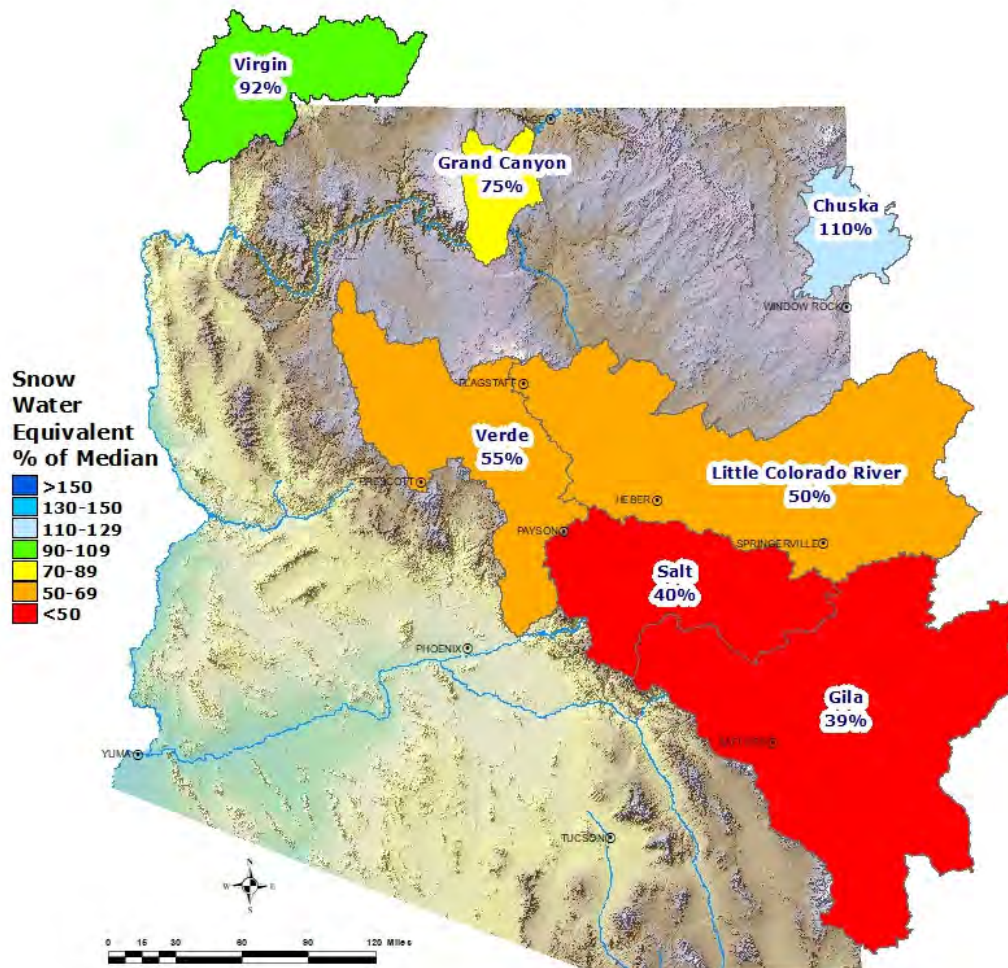 Virgin
92%
PAGE
Grand Canyon
75%
Chuska
110%
WINDOW ROCK
Snow
Water
Equivalent
% of Median
>150
130-150
110-129
90-109
70-89
50-69
<50
FLAGSTAFF
Verde
55%
Little Colorado River
50%
PRESCOTT
HEBER
PAYSON
SPRINGERVILLE
Salt
40%
PHOENIX
Gila
39%
YUMA
TUCSON
N
W E
S
0 15 30 60 90 120 Miles